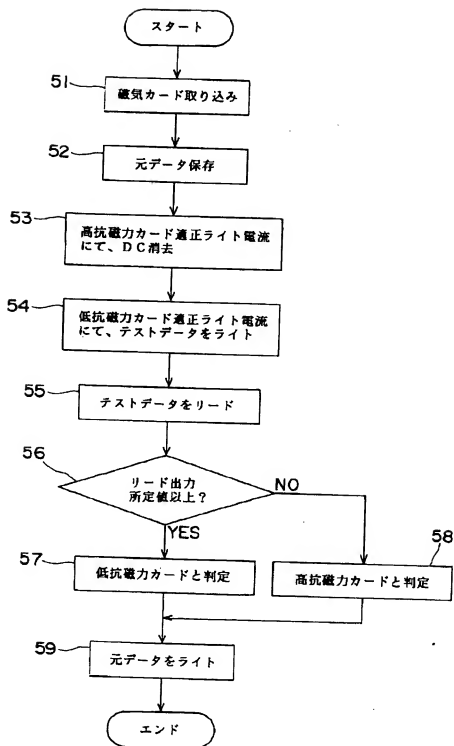 スタート
51
磁気カード取り込み
52
元データ保存
53
高抗磁力カード適正ライト電流
にて、DC消去
54
低抗磁力カード適正ライト電流
にて、テストデータをライト
55
テストデータをリード
56
リード出力
所定値以上?
NO
YES
57
低抗磁力カードと判定
58
高抗磁力カードと判定
59
元データをライト
エンド